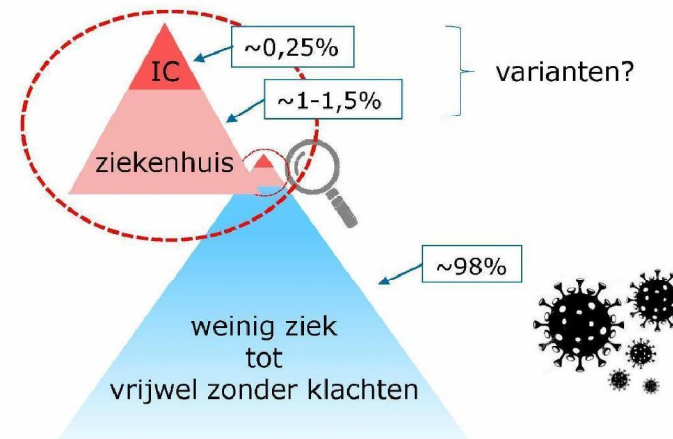 ~0,25%
IC
varianten?
~1-1,5%
ziekenhuis
~98%
weinig ziek
tot
vrijwel zonder klachten